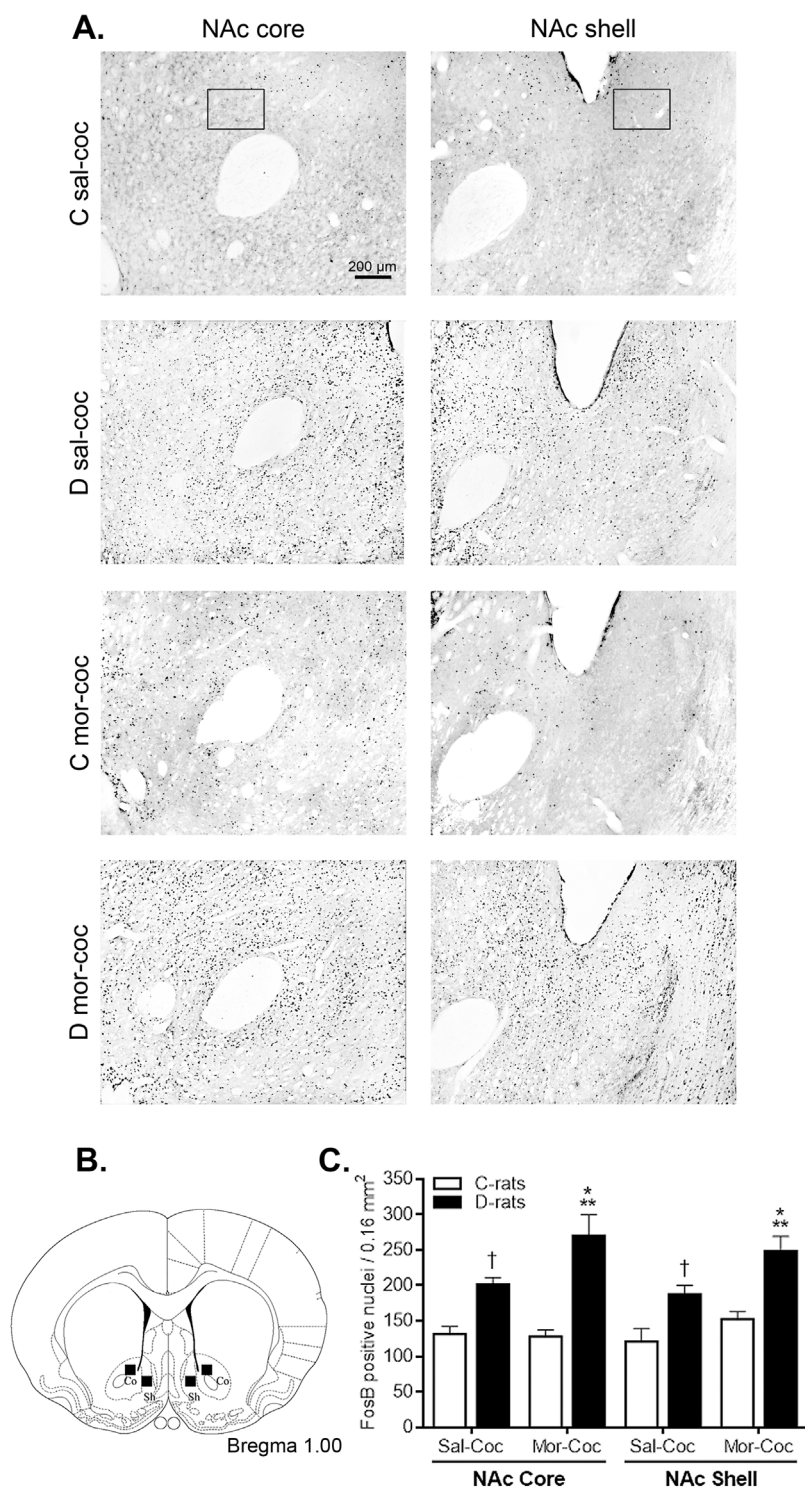 A.
NAc core
NAc shell
C sal-coc
200 µm
D sal-coc
C mor-coc
D mor-coc
B.
Co
Sh
Sh
Co
Bregma 1.00
C.
FosB positive nuclei / 0.16 mm²
350
300
250
200
150
100
50
0
C-rats
D-rats
†
*
**
†
*
**
Sal-Coc Mor-Coc Sal-Coc Mor-Coc
NAc Core NAc Shell